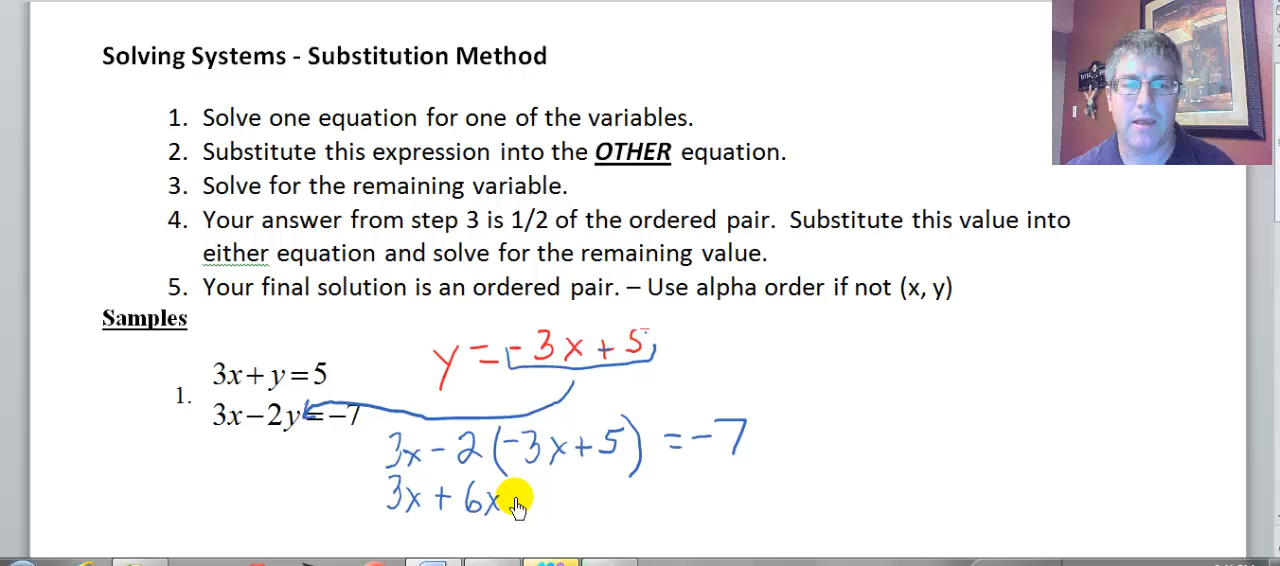 Solving Systems - Substitution Method
1. Solve one equation for one of the variables.
2. Substitute this expression into the OTHER equation.
3. Solve for the remaining variable.
4. Your answer from step 3 is 1/2 of the ordered pair. Substitute this value into
either equation and solve for the remaining value.
5. Your final solution is an ordered pair. – Use alpha order if not (x, y)
Samples
y = -3x + 5
1. 3x + y = 5
3x − 2y = −7
3x - 2(-3x + 5) = -7
3x + 6x